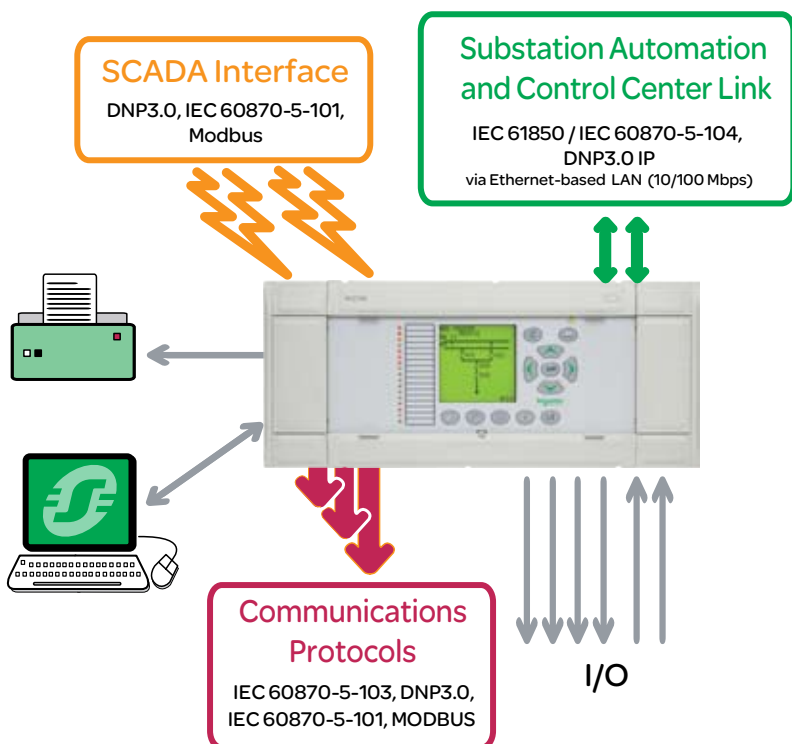 SCADA Interface
DNP3.0, IEC 60870-5-101,
Modbus
Substation Automation
and Control Center Link
IEC 61850 / IEC 60870-5-104,
DNP3.0 IP
via Ethernet-based LAN (10/100 Mbps)
Communications
Protocols
IEC 60870-5-103, DNP3.0,
IEC 60870-5-101, MODBUS
I/O